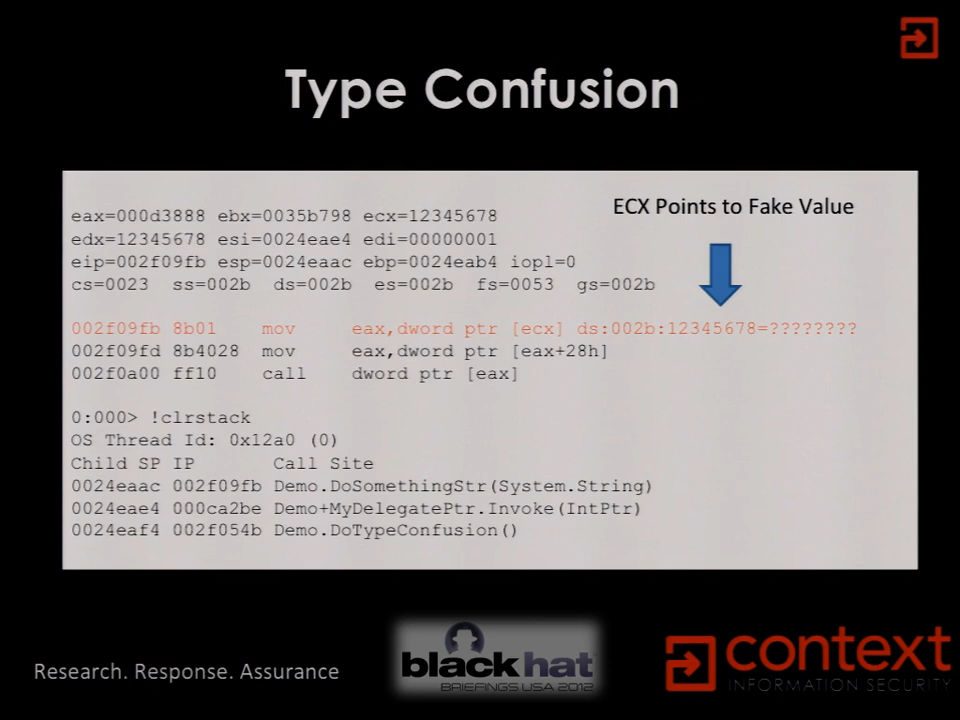 Type Confusion
ECX Points to Fake Value
eax=000d3888 ebx=0035b798 ecx=12345678
edx=12345678 esi=0024eae4 edi=00000001
eip=002f09fb esp=0024eaac ebp=0024eab4 iopl=0
cs=0023  ss=002b  ds=002b  es=002b  fs=0053  gs=002b
002f09fb 8b01    mov     eax,dword ptr [ecx] ds:002b:12345678=????????
002f09fd 8b4028  mov     eax,dword ptr [eax+28h]
002f0a00 ff10    call    dword ptr [eax]
0:000> !clrstack
OS Thread Id: 0x12a0 (0)
Child SP IP       Call Site
0024eaac 002f09fb Demo.DoSomethingStr(System.String)
0024eae4 000ca2be Demo+MyDelegatePtr.Invoke(IntPtr)
0024eaf4 002f054b Demo.DoTypeConfusion()
Research. Response. Assurance
black hat
BRIEFINGS USA 2012
context
INFORMATION SECURITY